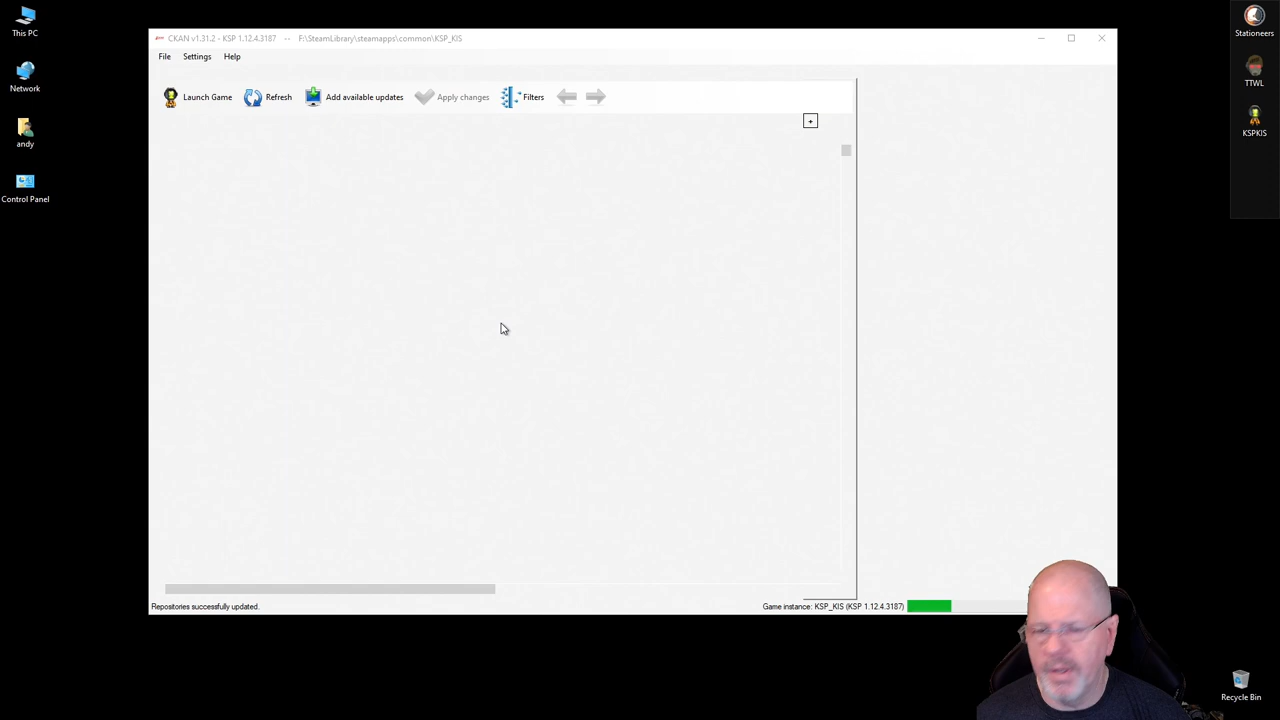 This PC
Network
andy
Control Panel
CKAN v1.31.2 - KSP 1.12.4.3187 -- F:\SteamLibrary\steamapps\common\KSP_KIS
File Settings Help
Launch Game Refresh Add available updates Apply changes Filters
+
Repositories successfully updated.
Game instance: KSP_KIS (KSP 1.12.4.3187)
Stationeers
TTWL
KSPKIS
Recycle Bin